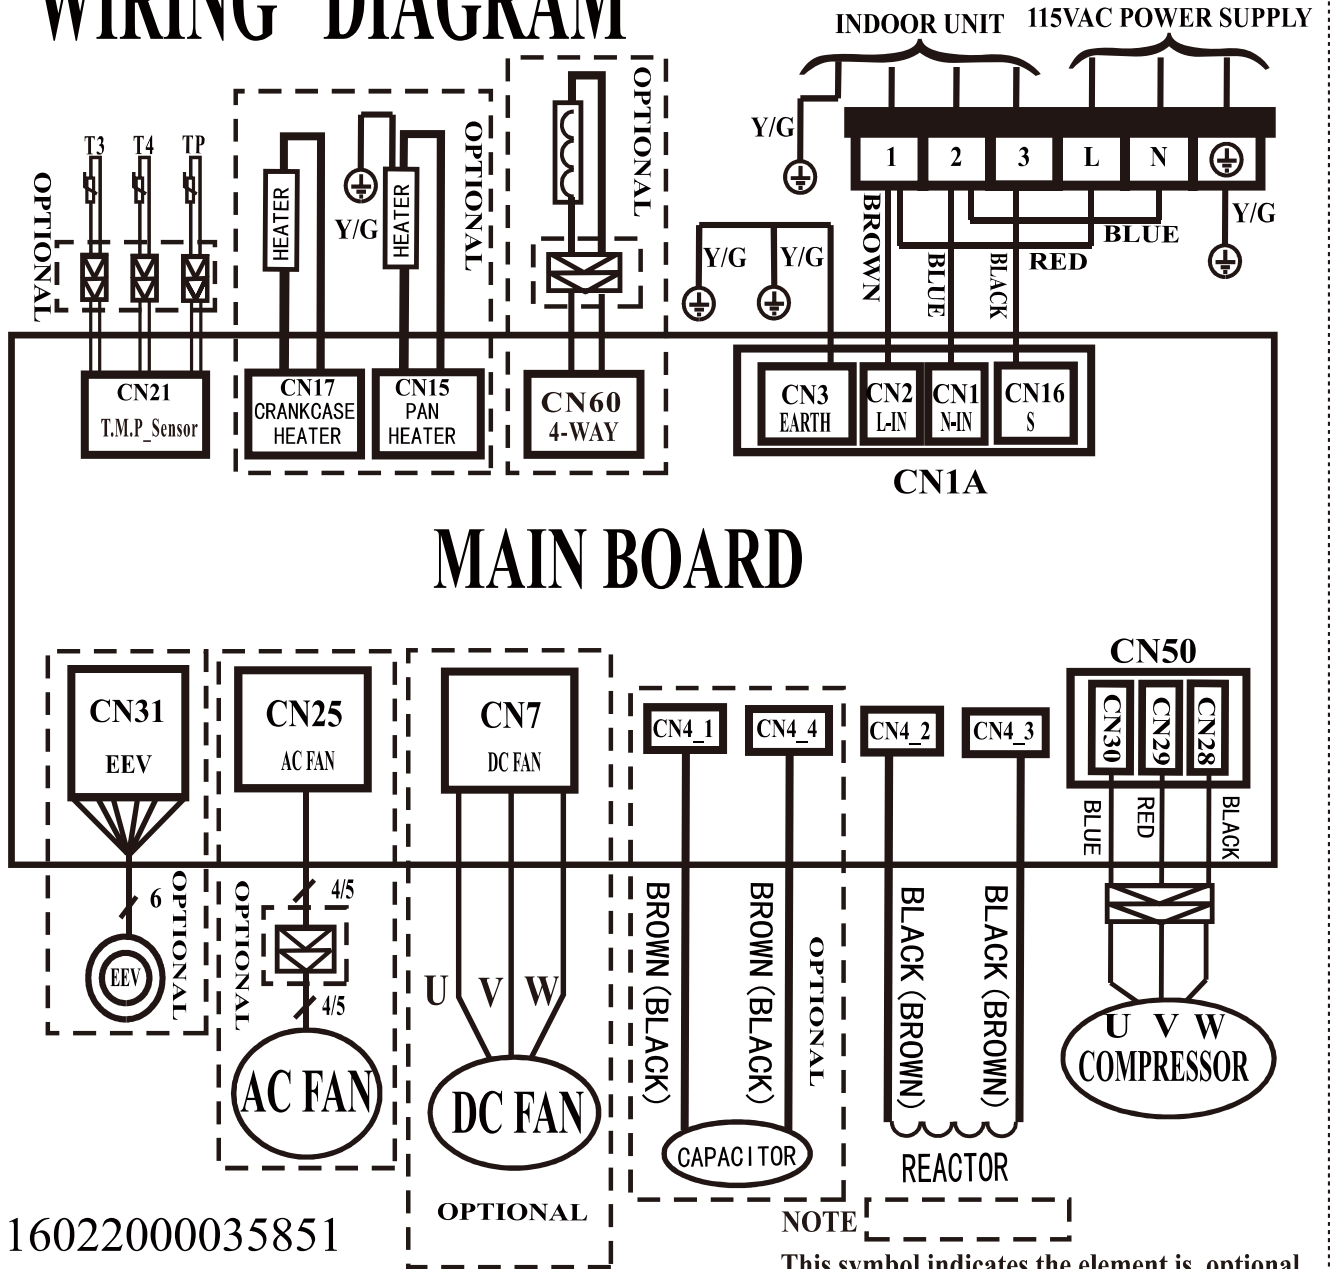 WIRING DIAGRAM
INDOOR UNIT
115VAC POWER SUPPLY
Y/G
1 2 3 L N
BROWN
BLUE
BLACK
BLUE
RED
Y/G
Y/G
Y/G
T3 T4 TP
OPTIONAL
HEATER
Y/G
HEATER
OPTIONAL
OPTIONAL
CN21
T.M.P_Sensor
CN17
CRANKCASE
HEATER
CN15
PAN
HEATER
CN60
4-WAY
CN3
EARTH
CN2
L-IN
CN1
N-IN
CN16
S
CN1A
MAIN BOARD
CN31
EEV
CN25
AC FAN
CN7
DC FAN
CN4_1
CN4_4
CN4_2
CN4_3
CN50
CN30
CN29
CN28
BLUE
RED
BLACK
6
OPTIONAL
EEV
OPTIONAL
4/5
4/5
AC FAN
U V W
DC FAN
OPTIONAL
BROWN(BLACK)
BROWN(BLACK)
OPTIONAL
CAPACITOR
BLACK(BROWN)
BLACK(BROWN)
REACTOR
U V W
COMPRESSOR
16022000035851
NOTE
This symbol indicates the element is optional